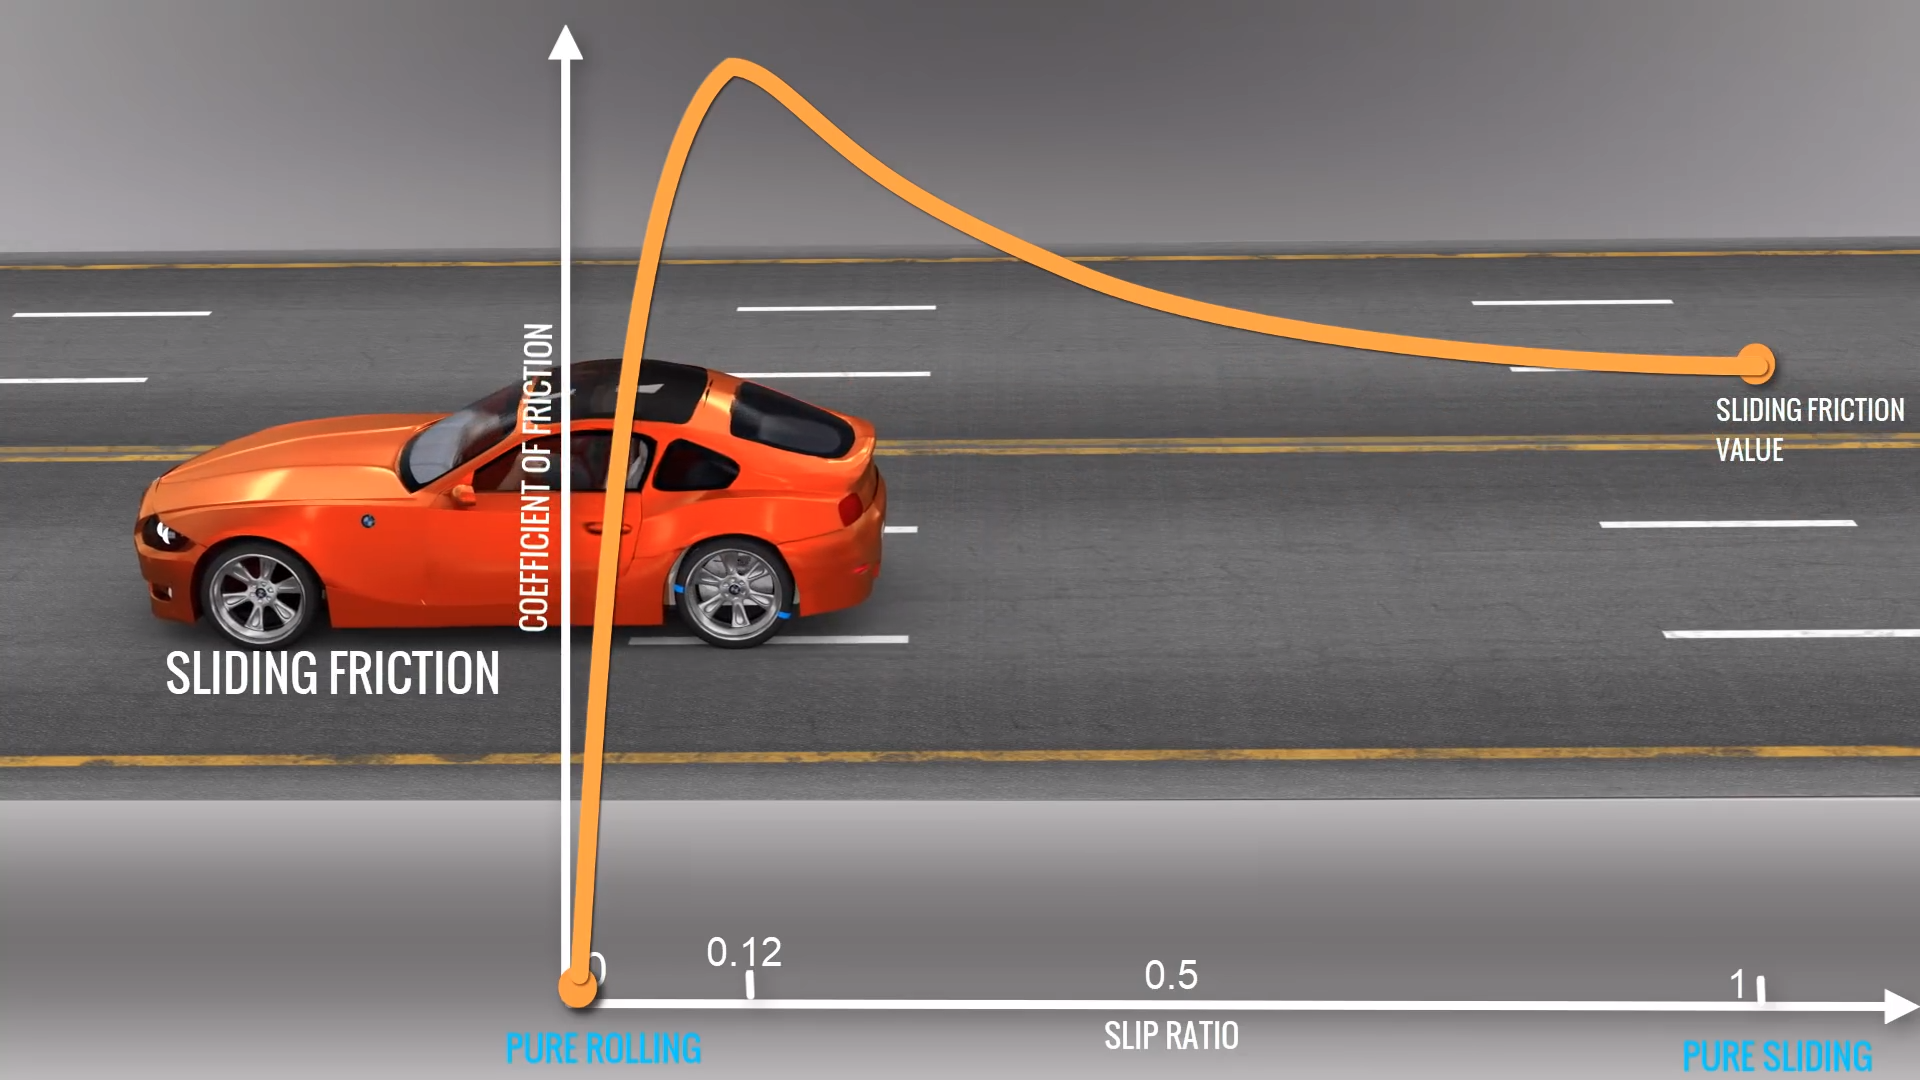 COEFFICIENT OF FRICTION
SLIDING FRICTION
VALUE
SLIDING FRICTION
0
0.12
0.5
1
SLIP RATIO
PURE ROLLING
PURE SLIDING